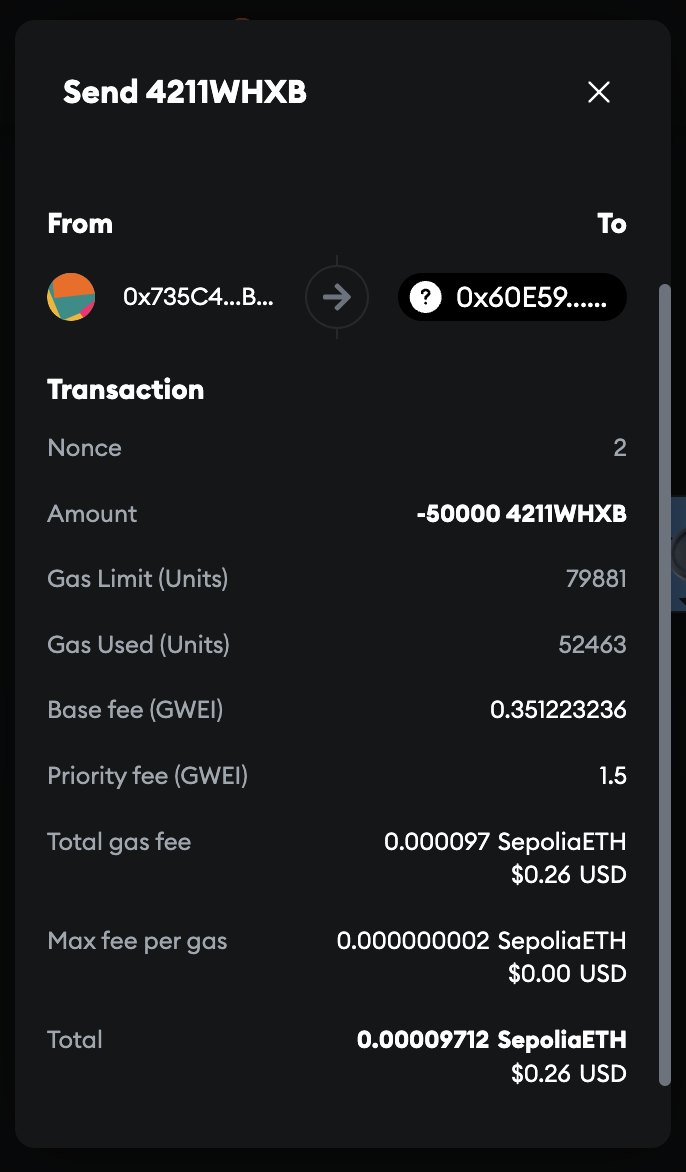 Send 4211WHXB
From To
0x735C4...B... ? 0x60E59......
Transaction
Nonce 2
Amount -50000 4211WHXB
Gas Limit (Units) 79881
Gas Used (Units) 52463
Base fee (GWEI) 0.351223236
Priority fee (GWEI) 1.5
Total gas fee 0.000097 SepoliaETH
$0.26 USD
Max fee per gas 0.000000002 SepoliaETH
$0.00 USD
Total 0.00009712 SepoliaETH
$0.26 USD